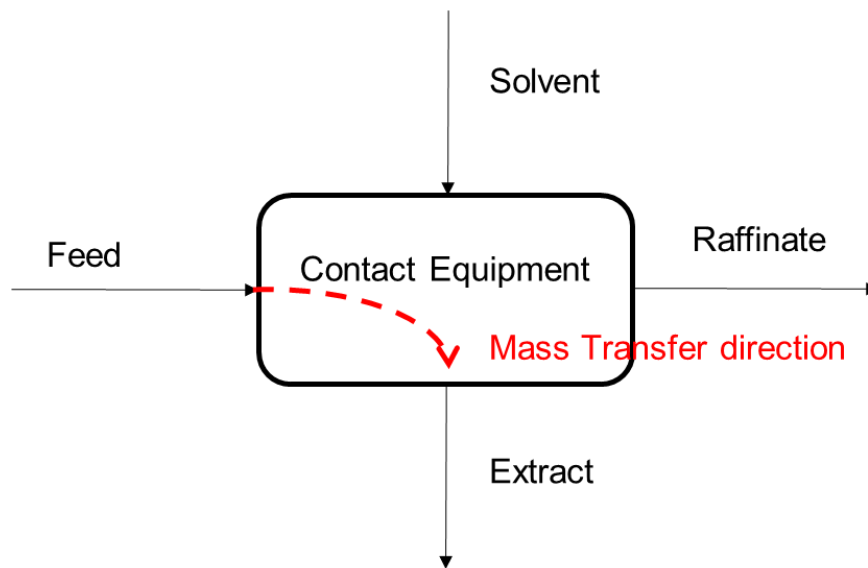 Solvent
Feed
Raffinate
Contact Equipment
Mass Transfer direction
Extract